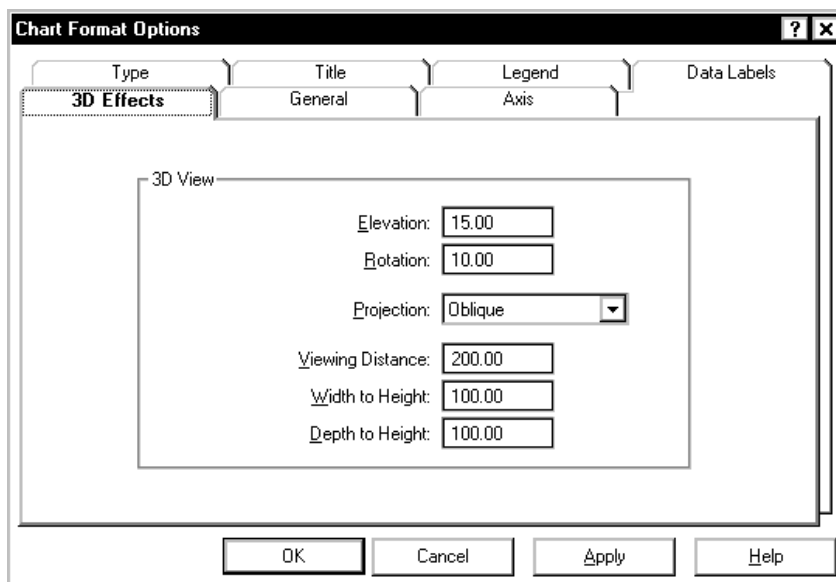 Chart Format Options
Type Title Legend Data Labels
3D Effects General Axis
3D View
Elevation: 15.00
Rotation: 10.00
Projection: Oblique
Viewing Distance: 200.00
Width to Height: 100.00
Depth to Height: 100.00
OK Cancel Apply Help